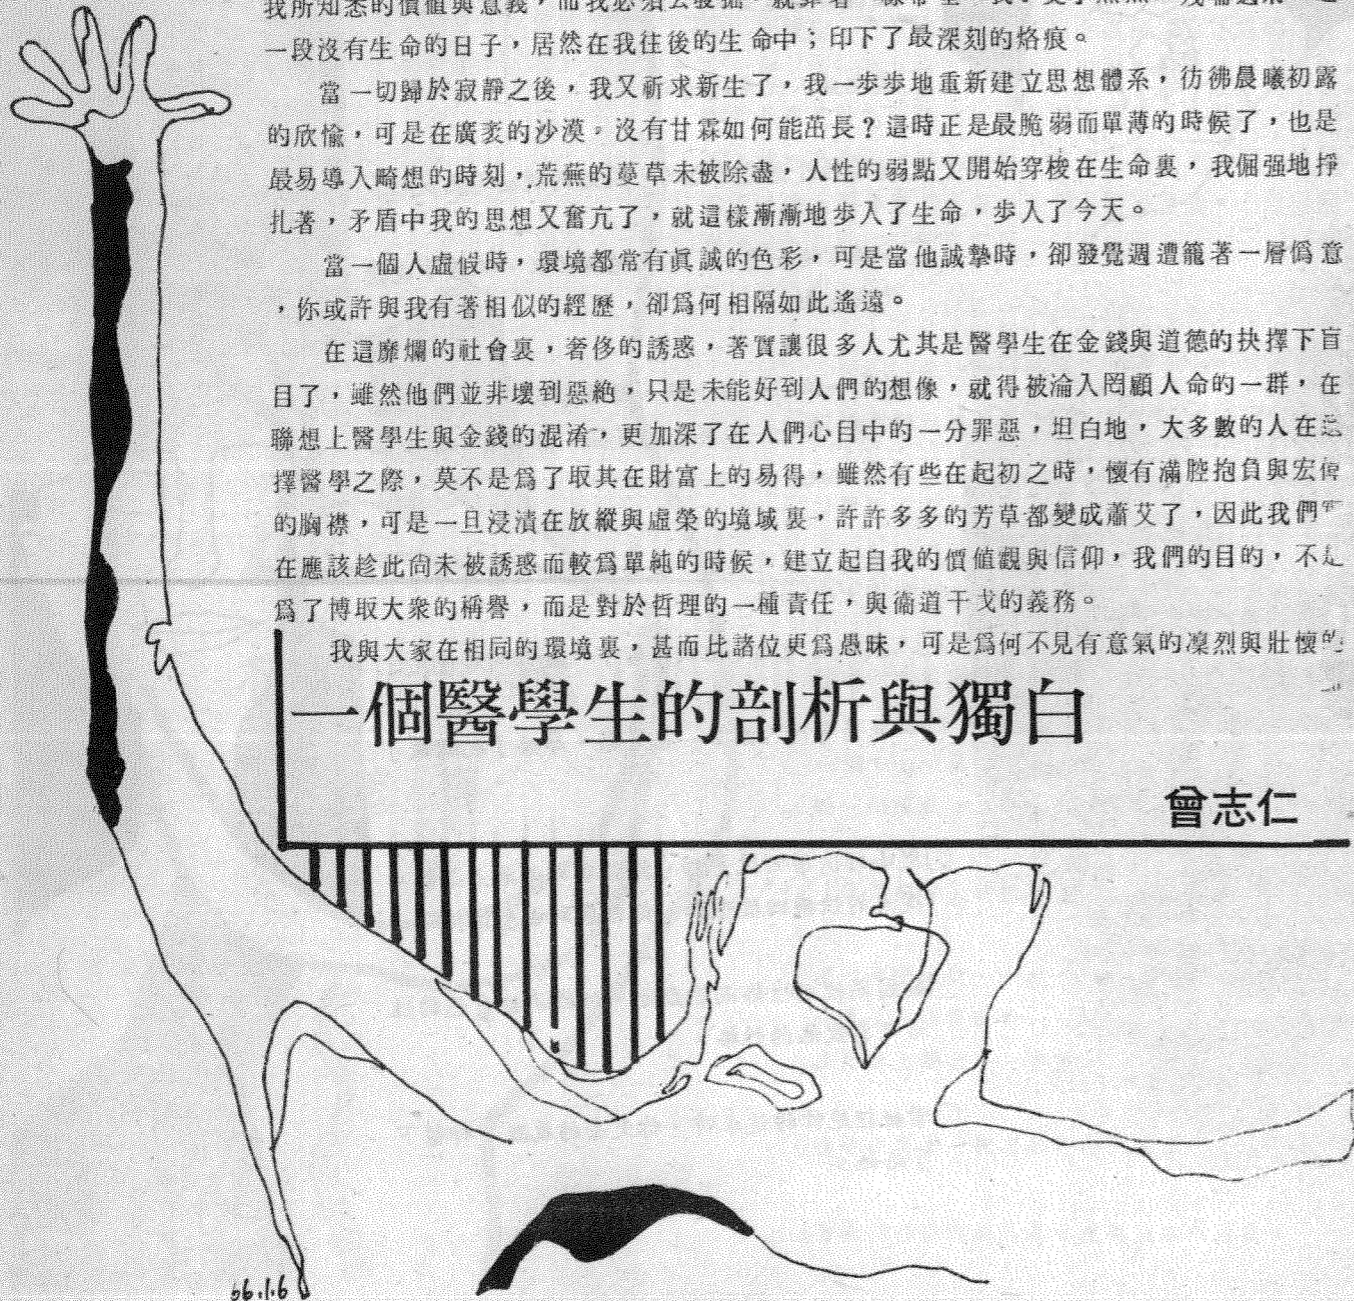 我所知悉的價值與意義，而我必須去發掘
一段沒有生命的日子，居然在我往後的生命中；印下了最深刻的烙痕。
當一切歸於寂靜之後，我又祈求新生了，我一步步地重新建立思想體系，彷彿晨曦初露
的欣愉，可是在廣袤的沙漠。沒有甘霖如何能茁長？這時正是最脆弱而單薄的時候了，也是
最易導入畸想的時刻，荒蕪的蔓草未被除盡，人性的弱點又開始穿梭在生命裏，我倔强地掙
扎著，矛盾中我的思想又奮亢了，就這樣漸漸地步入了生命，步入了今天。
當一個人虛假時，環境都常有眞誠的色彩，可是當他誠摯時，卻發覺週遭籠著一層僞意
，你或許與我有著相似的經歷，卻爲何相隔如此遙遠。
在這靡爛的社會裏，奢侈的誘惑，著實讓很多人尤其是醫學生在金錢與道德的抉擇下盲
目了，雖然他們並非壞到惡絶，只是未能好到人們的想像，就得被淪入罔顧人命的一群，在
聯想上醫學生與金錢的混淆，更加深了在人們心目中的一分罪惡，坦白地，大多數的人在
擇醫學之際，莫不是爲了取其在財富上的易得，雖然有些在起初之時，懷有滿腔抱負與宏偉
的胸襟，可是一旦浸漬在放縱與虛榮的境域裏，許許多多的芳草都變成蕭艾了，因此我們
在應該趁此尚未被誘惑而較爲單純的時候，建立起自我的價值觀與信仰，我們的目的，不是
爲了博取大衆的稱譽，而是對於哲理的一種責任，與衞道干戈的義務。
我與大家在相同的環境裏，甚而比諸位更爲愚昧，可是爲何不見有意氣的凜烈與壯懷的
一個醫學生的剖析與獨白
曾志仁
66.1.6